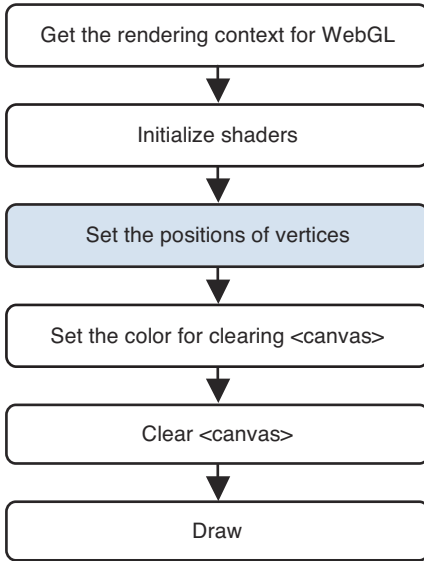 Get the rendering context for WebGL
Initialize shaders
Set the positions of vertices
Set the color for clearing <canvas>
Clear <canvas>
Draw